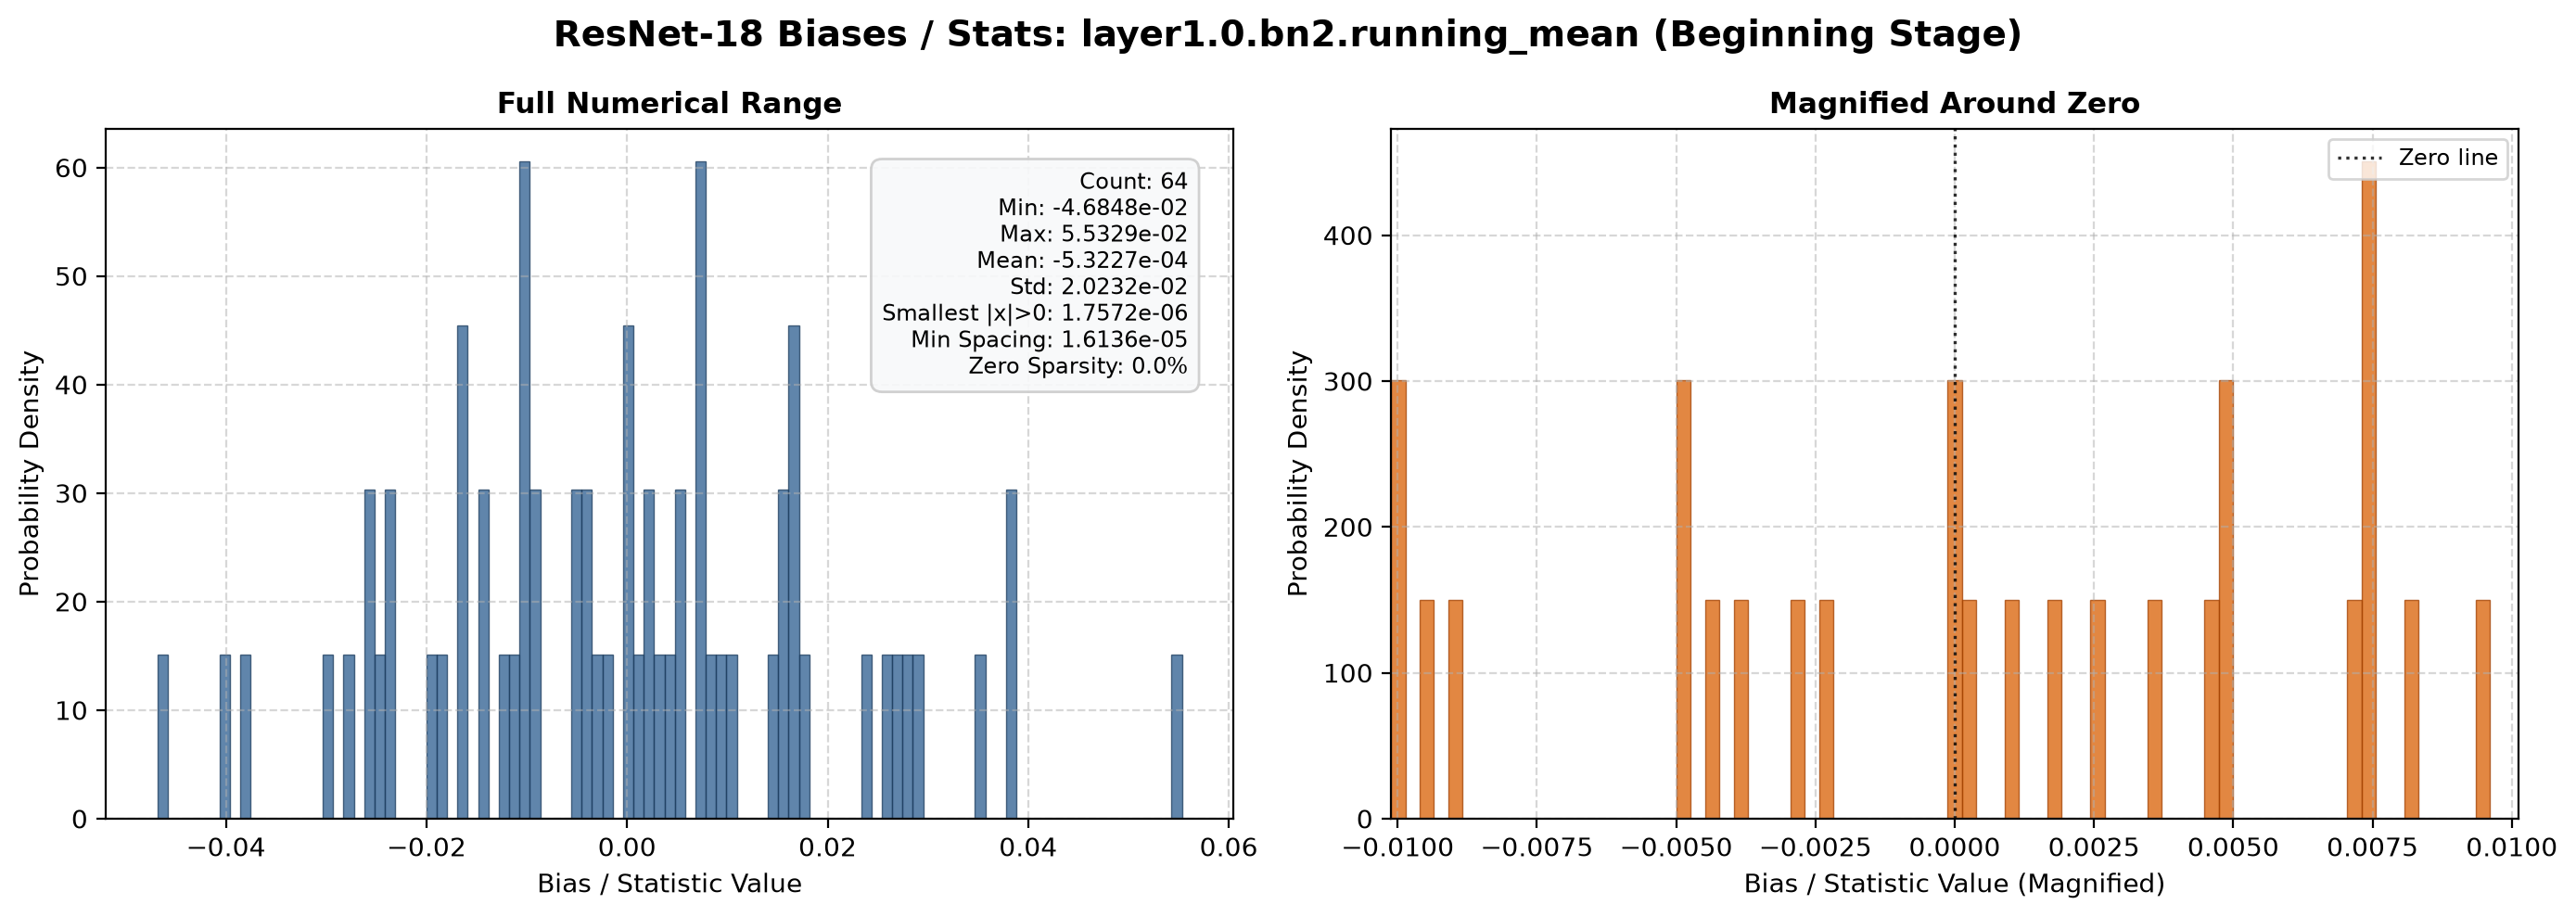 ResNet-18 Biases / Stats: layer1.0.bn2.running_mean (Beginning Stage)
Full Numerical Range
Probability Density
60
50
40
30
20
10
0
Count: 64
Min: -4.6848e-02
Max: 5.5329e-02
Mean: -5.3227e-04
Std: 2.0232e-02
Smallest |x|>0: 1.7572e-06
Min Spacing: 1.6136e-05
Zero Sparsity: 0.0%
−0.04 −0.02 0.00 0.02 0.04 0.06
Bias / Statistic Value
Magnified Around Zero
Probability Density
400
300
200
100
0
Zero line
−0.0100 −0.0075 −0.0050 −0.0025 0.0000 0.0025 0.0050 0.0075 0.0100
Bias / Statistic Value (Magnified)